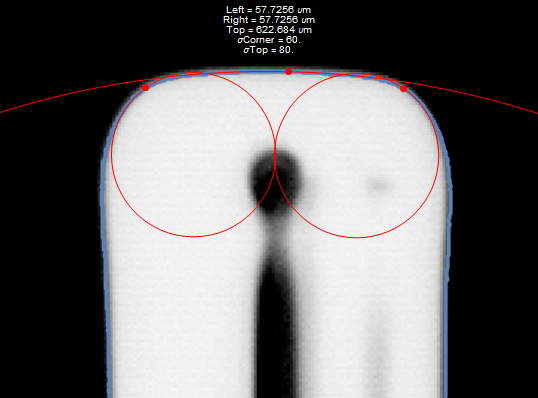 Left = 57.7256 um
Right = 57.7256 um
Top = 622.684 um
σCorner = 60.
σTop = 80.